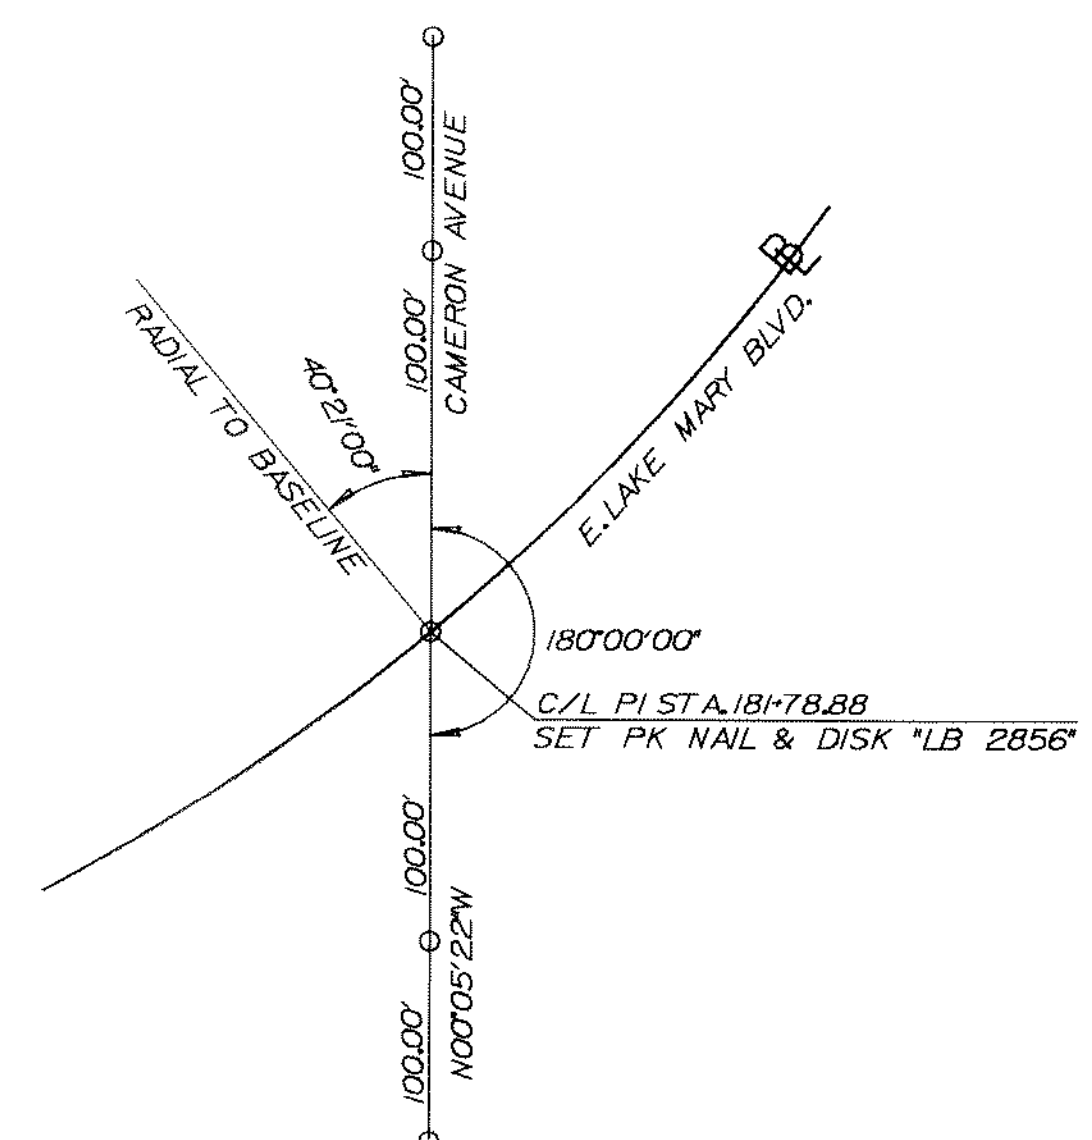 100.00'
CAMERON AVENUE
100.00'
BL
E. LAKE MARY BLVD.
RADIAL TO BASELINE
40°21'00"
180°00'00"
C/L PI STA. 181+78.88
SET PK NAIL & DISK "LB 2856"
100.00'
N00°05'22"W
100.00'